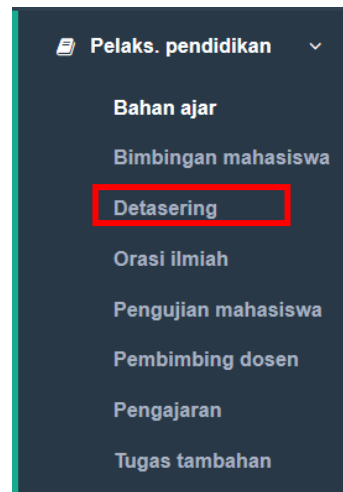 Pelaks. pendidikan
Bahan ajar
Bimbingan mahasiswa
Detasering
Orasi ilmiah
Pengujian mahasiswa
Pembimbing dosen
Pengajaran
Tugas tambahan